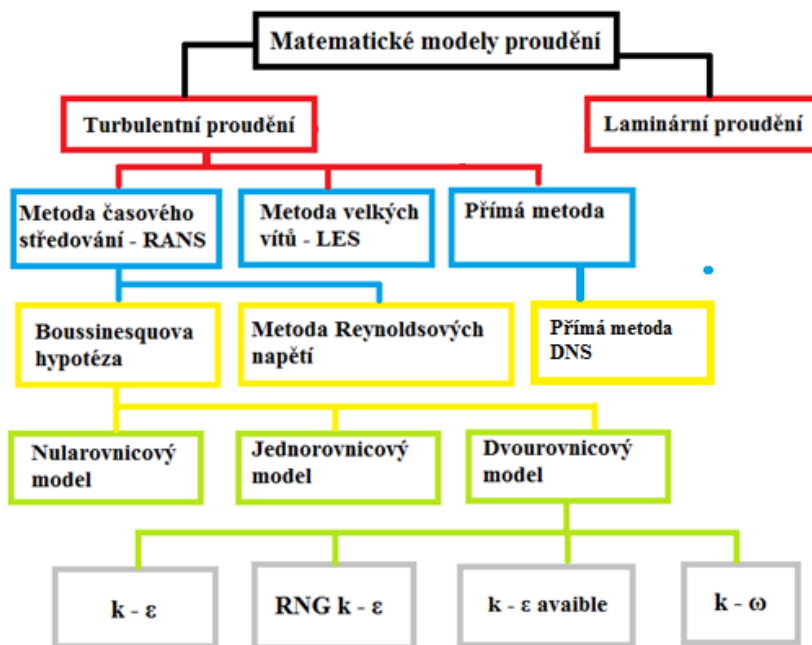 Matematické modely proudění
Turbulentní proudění
Laminární proudění
Metoda časového
středování - RANS
Metoda velkých
vítů - LES
Přímá metoda
Boussinesquova
hypotéza
Metoda Reynoldsových
napětí
Přímá metoda
DNS
Nularovnicový
model
Jednorovnicový
model
Dvourovnicový
model
k - ε
RNG k - ε
k - ε avaible
k - ω